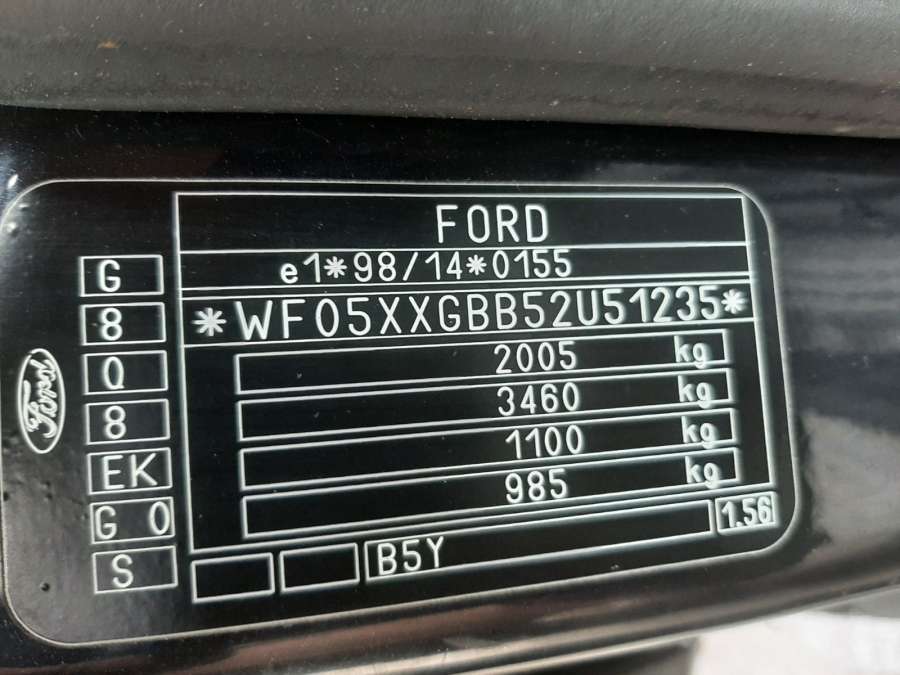 FORD
e1*98/14*0155
*WF05XXGBB52U51235*
2005 kg
3460 kg
1100 kg
985 kg
1.56
B5Y
G
8
Q
8
EK
G 0
S
Ford